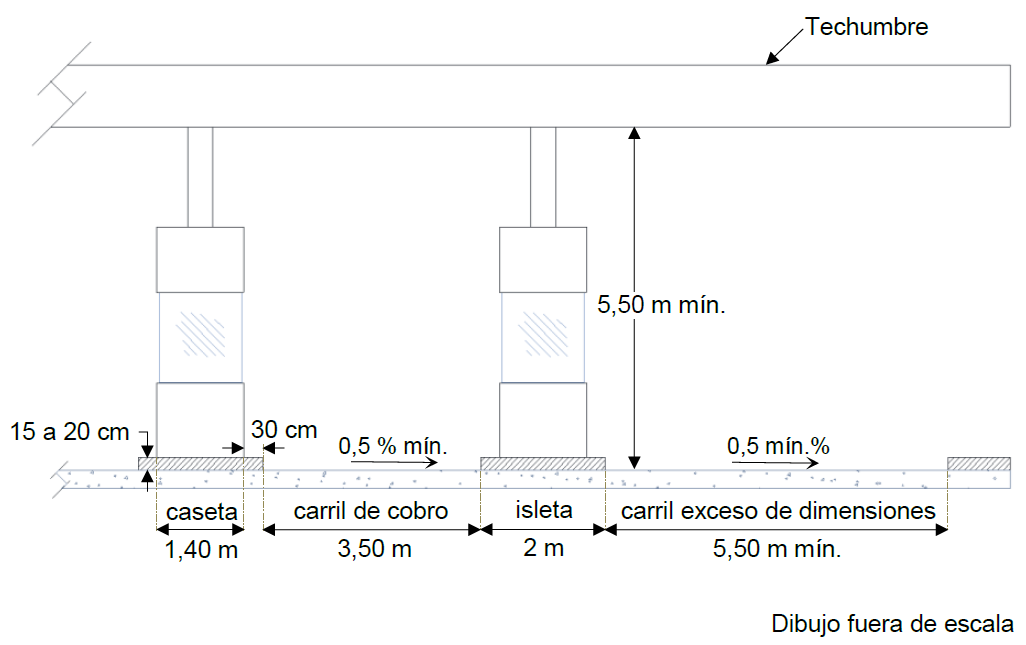 Techumbre
5,50 m mín.
15 a 20 cm
30 cm
0,5 % mín.
0,5 mín.%
caseta
carril de cobro
isleta
carril exceso de dimensiones
1,40 m
3,50 m
2 m
5,50 m mín.
Dibujo fuera de escala